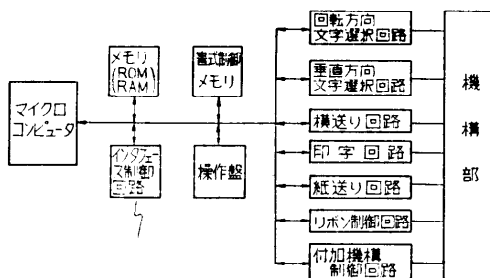 メモリ
(ROM)
(RAM)
書式制御
メモリ
マイクロ
コンピュータ
インタフェー
ス制御
回路
操作盤
回転方向
文字選択回路
垂直方向
文字選択回路
横送り回路
印字回路
紙送り回路
リボン制御回路
付加機構
制御回路
機構部